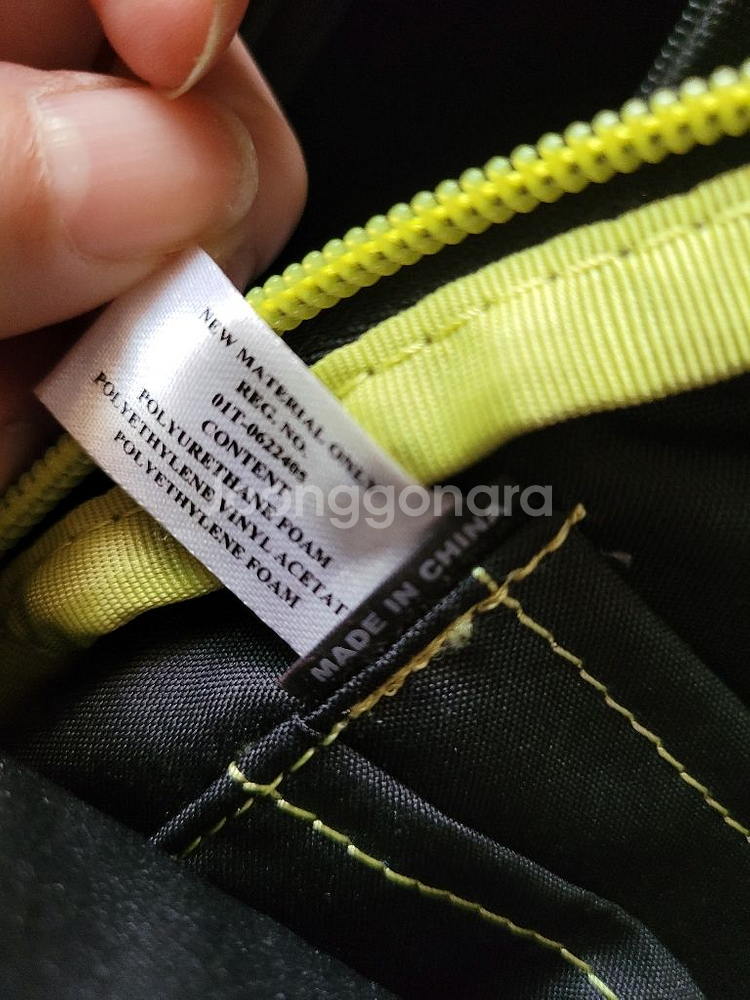 NEW MATERIAL ONLY
REG. NO.
01T-0622405
CONTENT
POLYURETHANE FOAM
POLYETHYLENE VINYL ACETAT
POLYETHYLENE FOAM
MADE IN CHINA
joonggonara